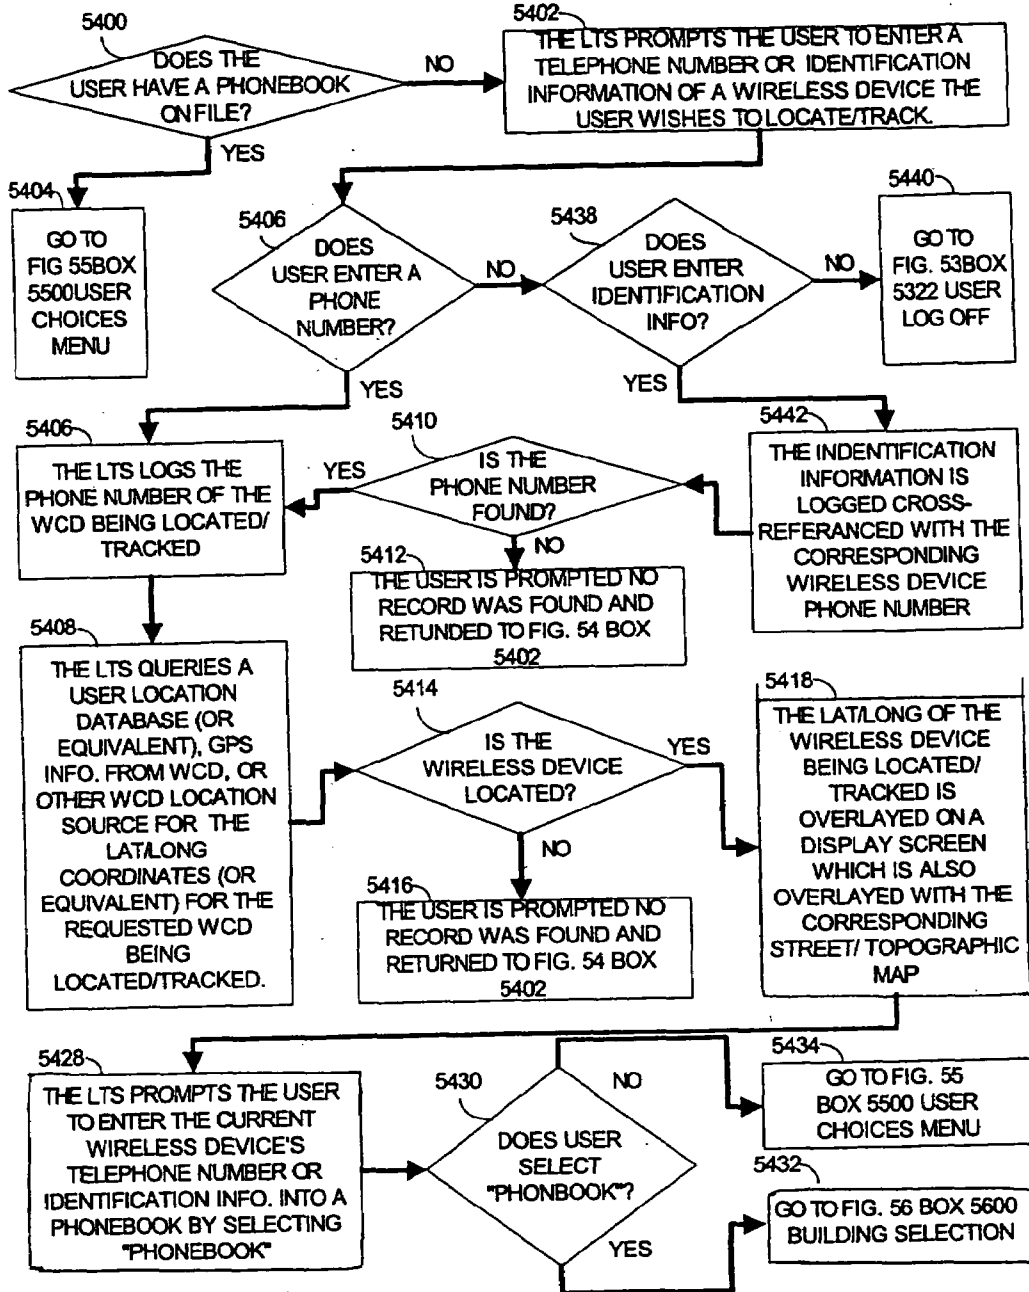 5400
DOES THE
USER HAVE A PHONEBOOK
ON FILE?
NO
YES
5402
THE LTS PROMPTS THE USER TO ENTER A
TELEPHONE NUMBER OR IDENTIFICATION
INFORMATION OF A WIRELESS DEVICE THE
USER WISHES TO LOCATE/TRACK.
5404
GO TO
FIG 55BOX
5500USER
CHOICES
MENU
5406
DOES
USER ENTER A
PHONE
NUMBER?
NO
YES
5438
DOES
USER ENTER
IDENTIFICATION
INFO?
NO
YES
5440
GO TO
FIG. 53BOX
5322 USER
LOG OFF
5406
THE LTS LOGS THE
PHONE NUMBER OF THE
WCD BEING LOCATED/
TRACKED
5410
IS THE
PHONE NUMBER
FOUND?
YES
NO
5442
THE INDENTIFICATION
INFORMATION IS
LOGGED CROSS-
REFERANCED WITH THE
CORRESPONDING
WIRELESS DEVICE
PHONE NUMBER
5412
THE USER IS PROMPTED NO
RECORD WAS FOUND AND
RETUNDED TO FIG. 54 BOX
5402
5408
THE LTS QUERIES A
USER LOCATION
DATABASE (OR
EQUIVALENT), GPS
INFO. FROM WCD, OR
OTHER WCD LOCATION
SOURCE FOR THE
LAT/LONG
COORDINATES (OR
EQUIVALENT) FOR THE
REQUESTED WCD
BEING
LOCATED/TRACKED.
5414
IS THE
WIRELESS DEVICE
LOCATED?
YES
NO
5416
THE USER IS PROMPTED NO
RECORD WAS FOUND AND
RETURNED TO FIG. 54 BOX
5402
5418
THE LAT/LONG OF THE
WIRELESS DEVICE
BEING LOCATED/
TRACKED IS
OVERLAYED ON A
DISPLAY SCREEN
WHICH IS ALSO
OVERLAYED WITH THE
CORRESPONDING
STREET/ TOPOGRAPHIC
MAP
5428
THE LTS PROMPTS THE USER
TO ENTER THE CURRENT
WIRELESS DEVICE'S
TELEPHONE NUMBER OR
IDENTIFICATION INFO. INTO A
PHONEBOOK BY SELECTING
"PHONEBOOK"
5430
DOES USER
SELECT
"PHONBOOK"?
NO
YES
5434
GO TO FIG. 55
BOX 5500 USER
CHOICES MENU
5432
GO TO FIG. 56 BOX 5600
BUILDING SELECTION